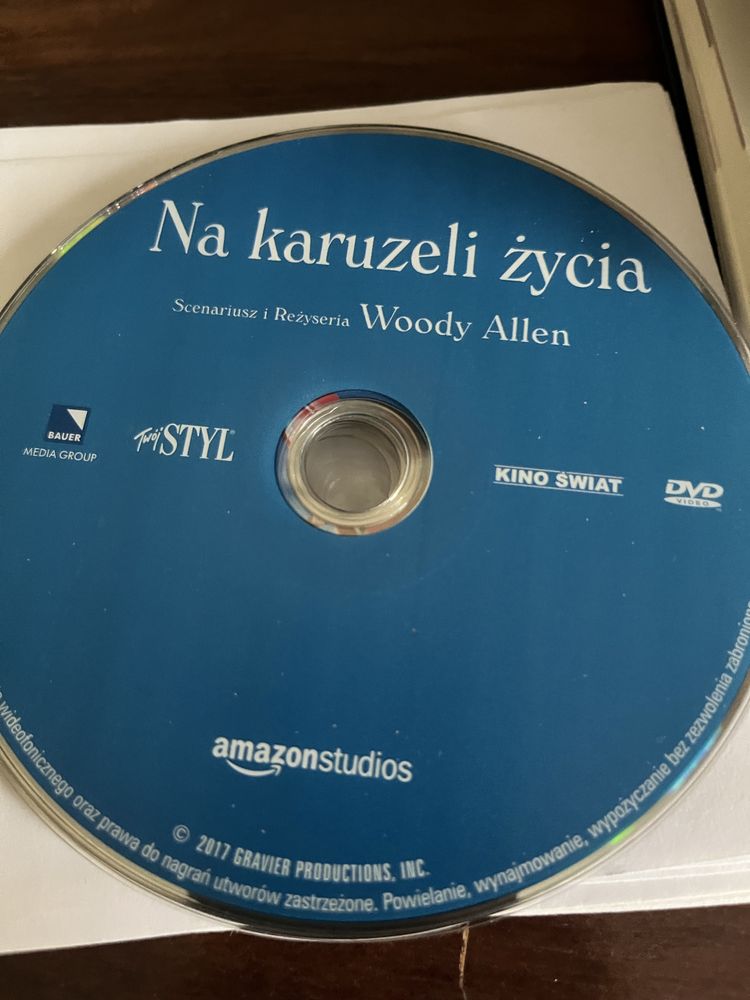 Na karuzeli życia
Scenariusz i Reżyseria Woody Allen
BAUER
MEDIA GROUP
Twój STYL®
KINO ŚWIAT
DVD
VIDEO
amazonstudios
© 2017 GRAVIER PRODUCTIONS, INC.
wideofonicznego oraz prawa do nagrań utworów zastrzeżone. Powielanie, wynajmowanie, wypożyczanie bez zezwolenia zabronione